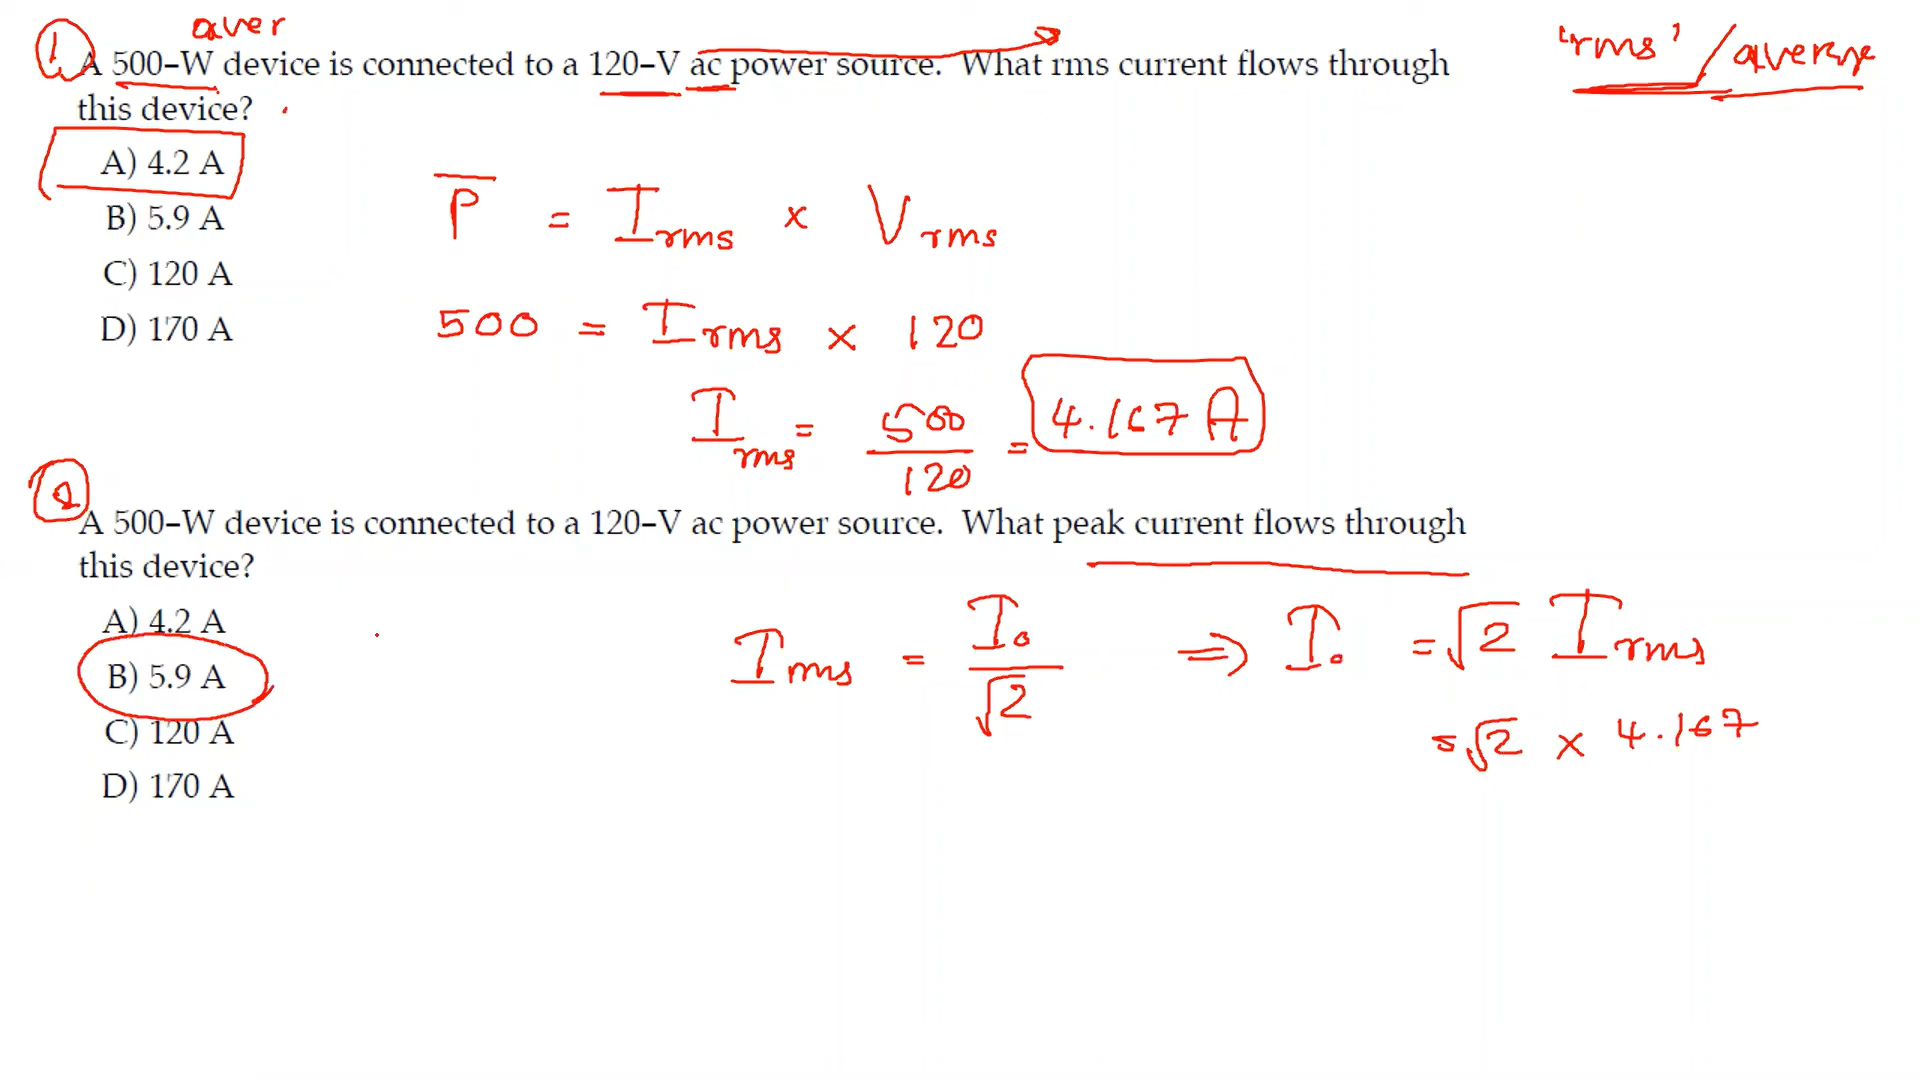 aver
'rms' / average
1. A 500–W device is connected to a 120–V ac power source. What rms current flows through
this device?
A) 4.2 A
B) 5.9 A
C) 120 A
D) 170 A
P̅ = Irms × Vrms
500 = Irms × 120
Irms = 500/120 = 4.167 A
2 A 500–W device is connected to a 120–V ac power source. What peak current flows through
this device?
A) 4.2 A
B) 5.9 A
C) 120 A
D) 170 A
Irms = I₀/√2 ⇒ I₀ = √2 Irms
= √2 × 4.167